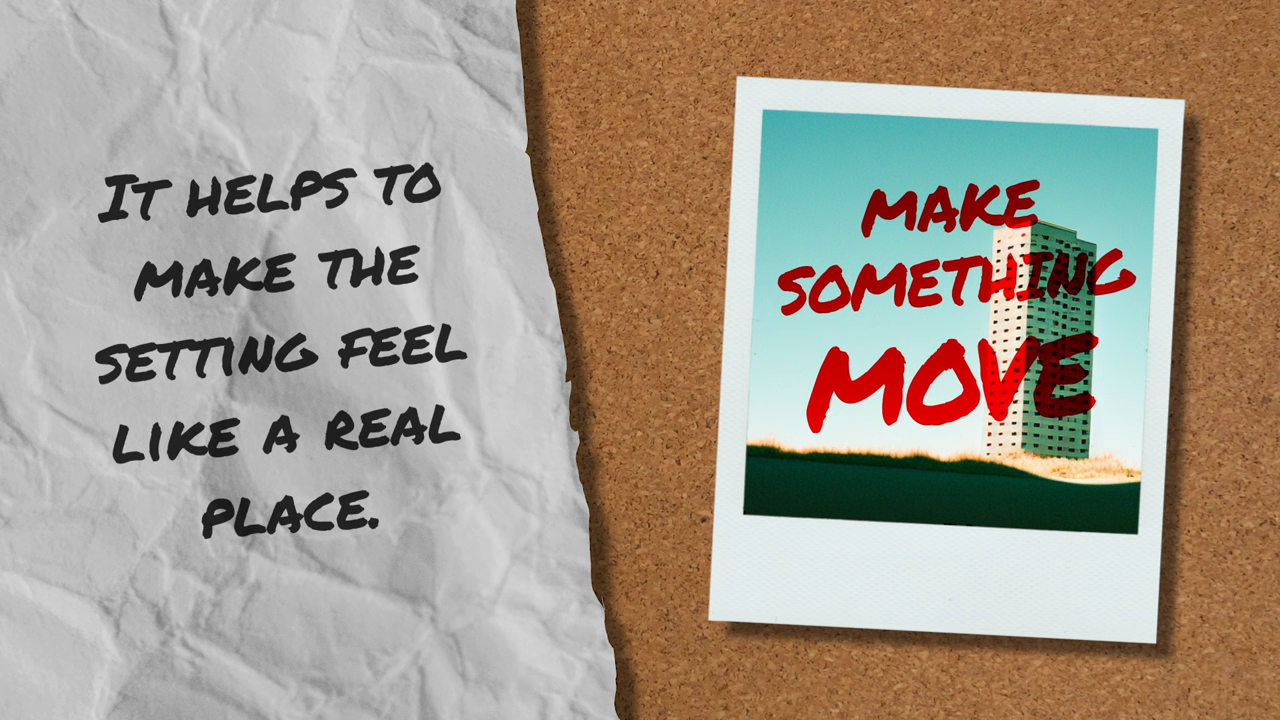 IT HELPS TO
MAKE THE
SETTING FEEL
LIKE A REAL
PLACE.
MAKE
SOMETHING
MOVE